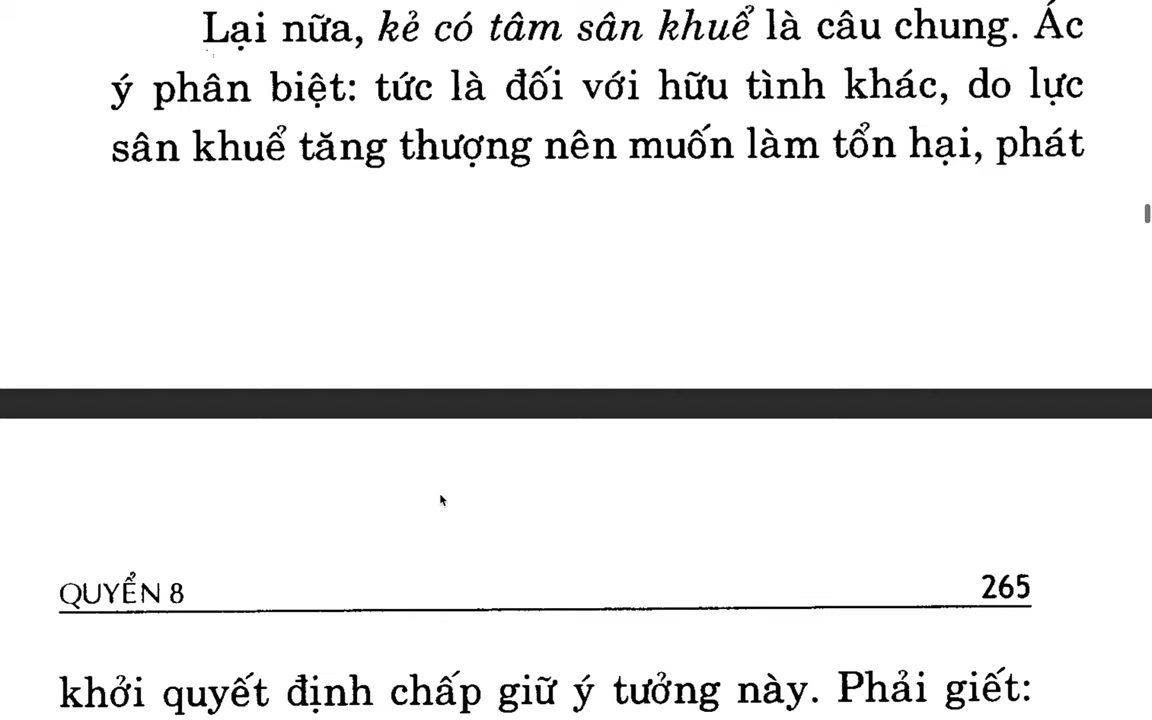 Lại nữa, kẻ có tâm sân khuể là câu chung. Ác
ý phân biệt: tức là đối với hữu tình khác, do lực
sân khuể tăng thượng nên muốn làm tổn hại, phát
QUYỂN 8
265
khởi quyết định chấp giữ ý tưởng này. Phải giết: